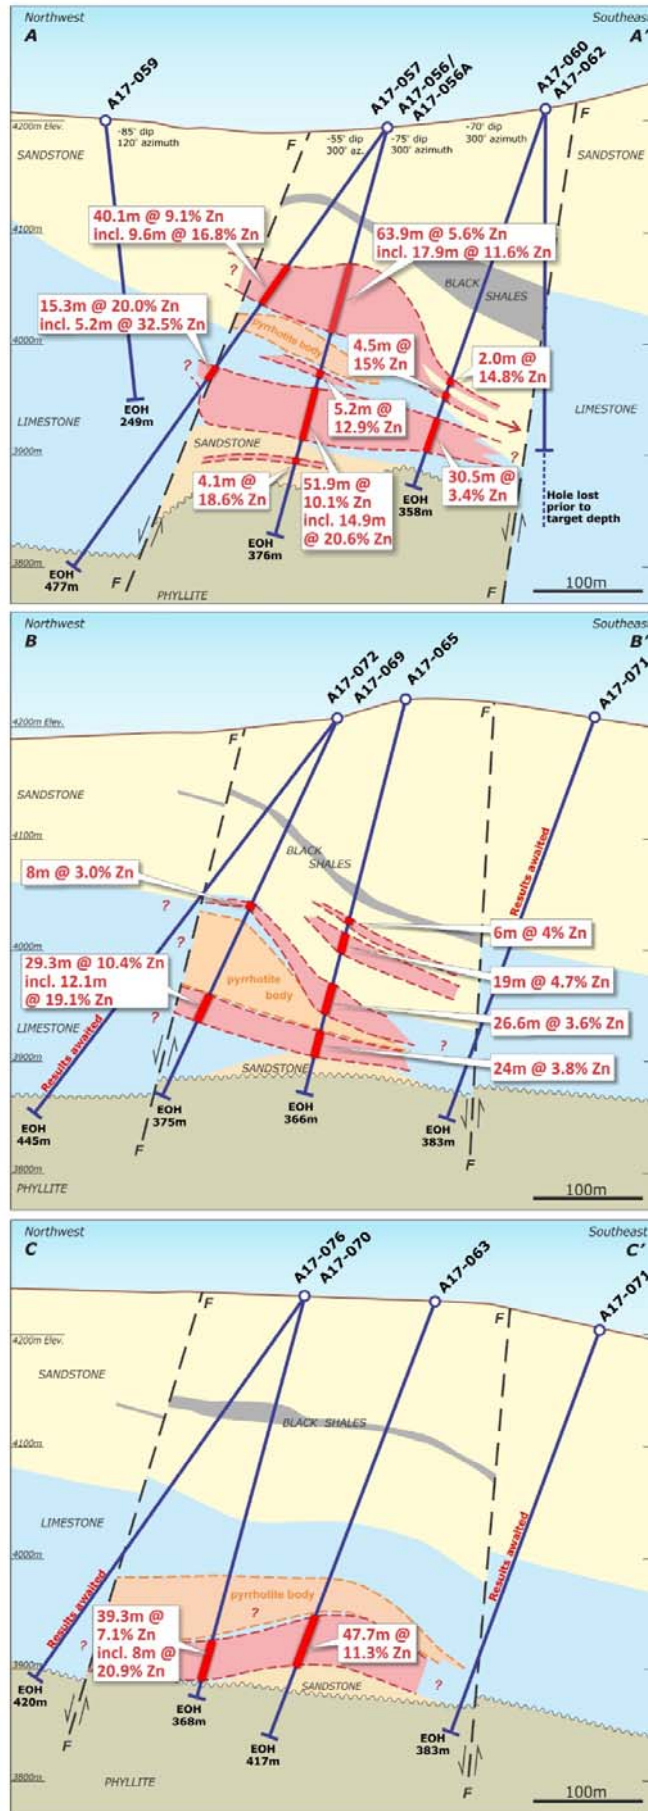 Northwest
Southeast
A
A'
A17-059
A17-057
A17-056/
A17-056A
A17-060
A17-062
4200m Elev.
-85° dip
120° azimuth
-55° dip
300° az.
-75° dip
300° azimuth
-70° dip
300° azimuth
F
F
SANDSTONE
SANDSTONE
40.1m @ 9.1% Zn
incl. 9.6m @ 16.8% Zn
63.9m @ 5.6% Zn
incl. 17.9m @ 11.6% Zn
4100m
?
BLACK
SHALES
15.3m @ 20.0% Zn
incl. 5.2m @ 32.5% Zn
pyrrhotite body
4000m
4.5m @
15% Zn
2.0m @
14.8% Zn
?
EOH
249m
5.2m @
12.9% Zn
LIMESTONE
LIMESTONE
3900m
SANDSTONE
?
4.1m @
18.6% Zn
51.9m @
10.1% Zn
incl. 14.9m
@ 20.6% Zn
30.5m @
3.4% Zn
EOH
358m
Hole lost
prior to
target depth
EOH
376m
3800m
EOH
477m
F
F
PHYLLITE
100m
Northwest
Southeast
B
B'
A17-072
A17-069
A17-065
A17-071
4200m Elev.
F
F
SANDSTONE
4100m
BLACK
SHALES
Results awaited
8m @ 3.0% Zn
?
6m @ 4% Zn
4000m
?
29.3m @ 10.4% Zn
incl. 12.1m
@ 19.1% Zn
pyrrhotite
body
19m @ 4.7% Zn
?
26.6m @ 3.6% Zn
LIMESTONE
?
3900m
Results awaited
SANDSTONE
24m @ 3.8% Zn
EOH
445m
EOH
375m
EOH
366m
EOH
383m
F
F
3800m
PHYLLITE
100m
Northwest
Southeast
C
C'
A17-076
A17-070
A17-063
A17-071
F
F
4200m Elev.
SANDSTONE
BLACK SHALES
4100m
LIMESTONE
4000m
Results awaited
Results awaited
pyrrhotite body
?
39.3m @
7.1% Zn
incl. 8m @
20.9% Zn
47.7m @
11.3% Zn
?
?
3900m
SANDSTONE
EOH
420m
EOH
368m
EOH
417m
EOH
383m
F
F
3800m
PHYLLITE
100m